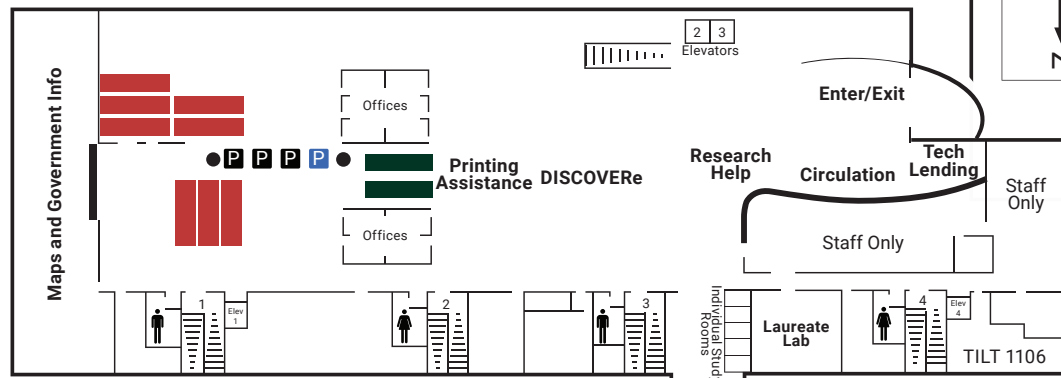 2 3
Elevators
Maps and Government Info
Enter/Exit
Offices
P P P P
Printing
Assistance
DISCOVERe
Research
Help
Circulation
Tech
Lending
Staff
Only
Offices
Staff Only
1
Elev
1
2
3
Individual Study
Rooms
Laureate
Lab
4
Elev
4
TILT 1106